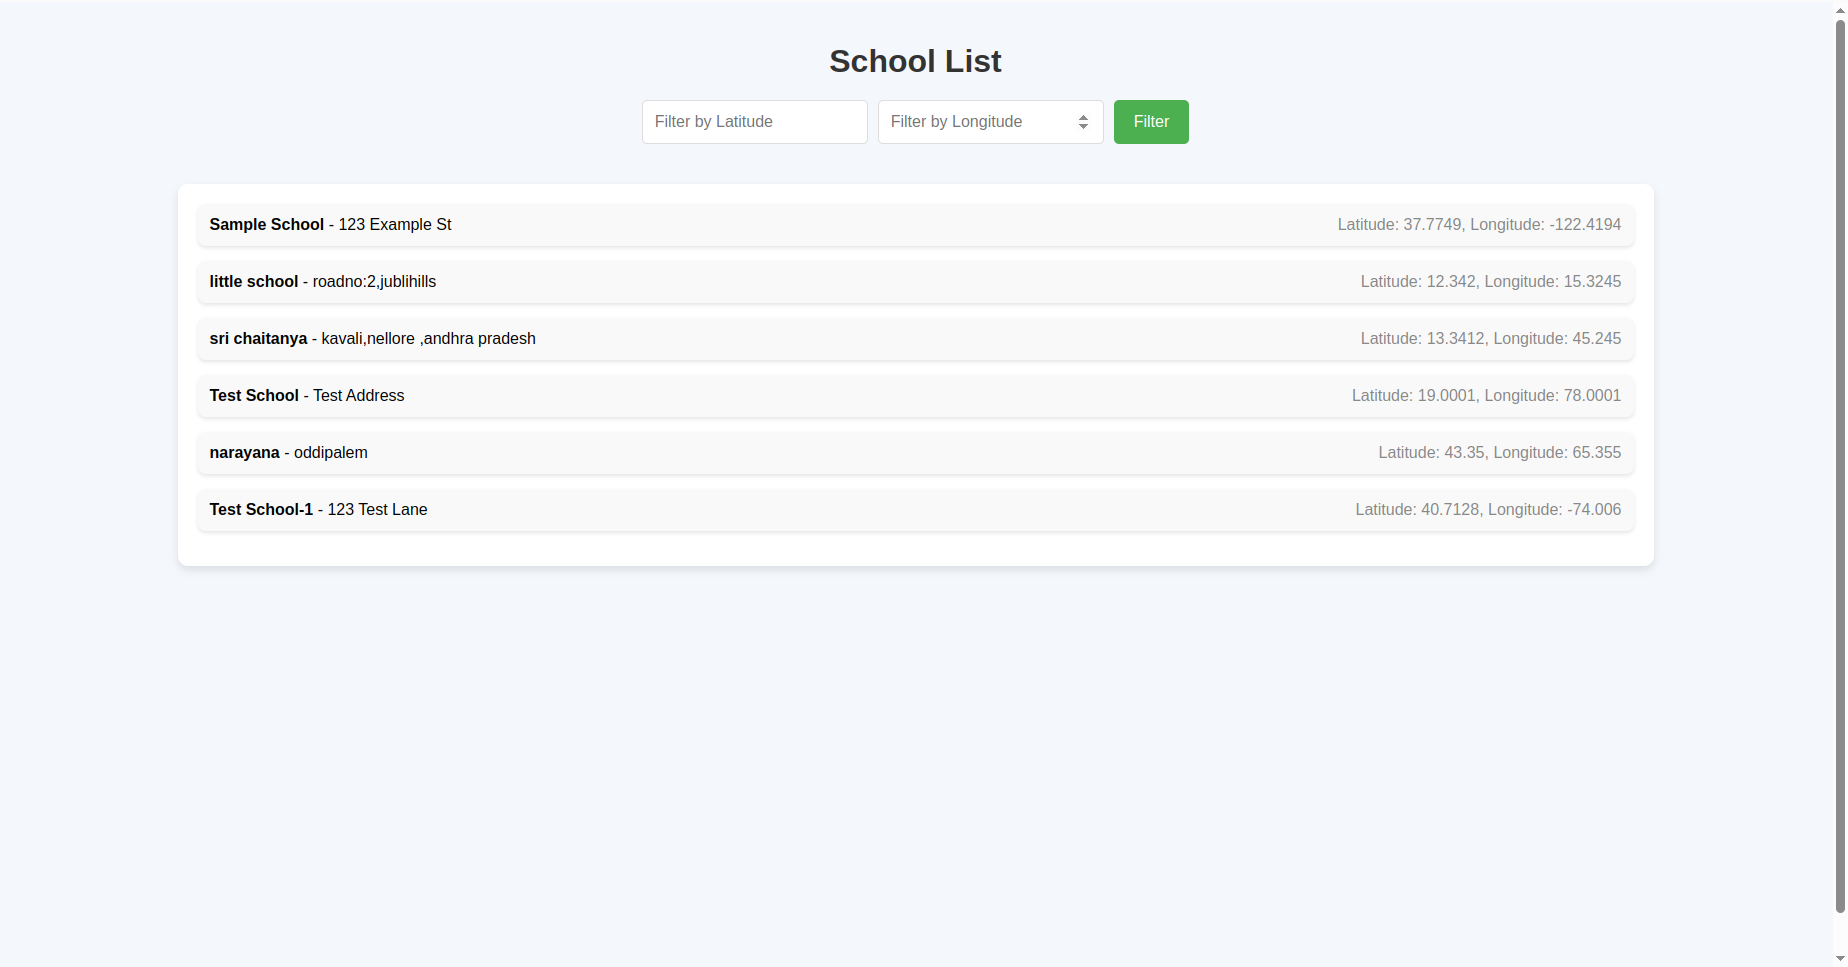 School List
Filter by Latitude Filter by Longitude Filter
Sample School - 123 Example St Latitude: 37.7749, Longitude: -122.4194
little school - roadno:2,jublihills Latitude: 12.342, Longitude: 15.3245
sri chaitanya - kavali,nellore ,andhra pradesh Latitude: 13.3412, Longitude: 45.245
Test School - Test Address Latitude: 19.0001, Longitude: 78.0001
narayana - oddipalem Latitude: 43.35, Longitude: 65.355
Test School-1 - 123 Test Lane Latitude: 40.7128, Longitude: -74.006